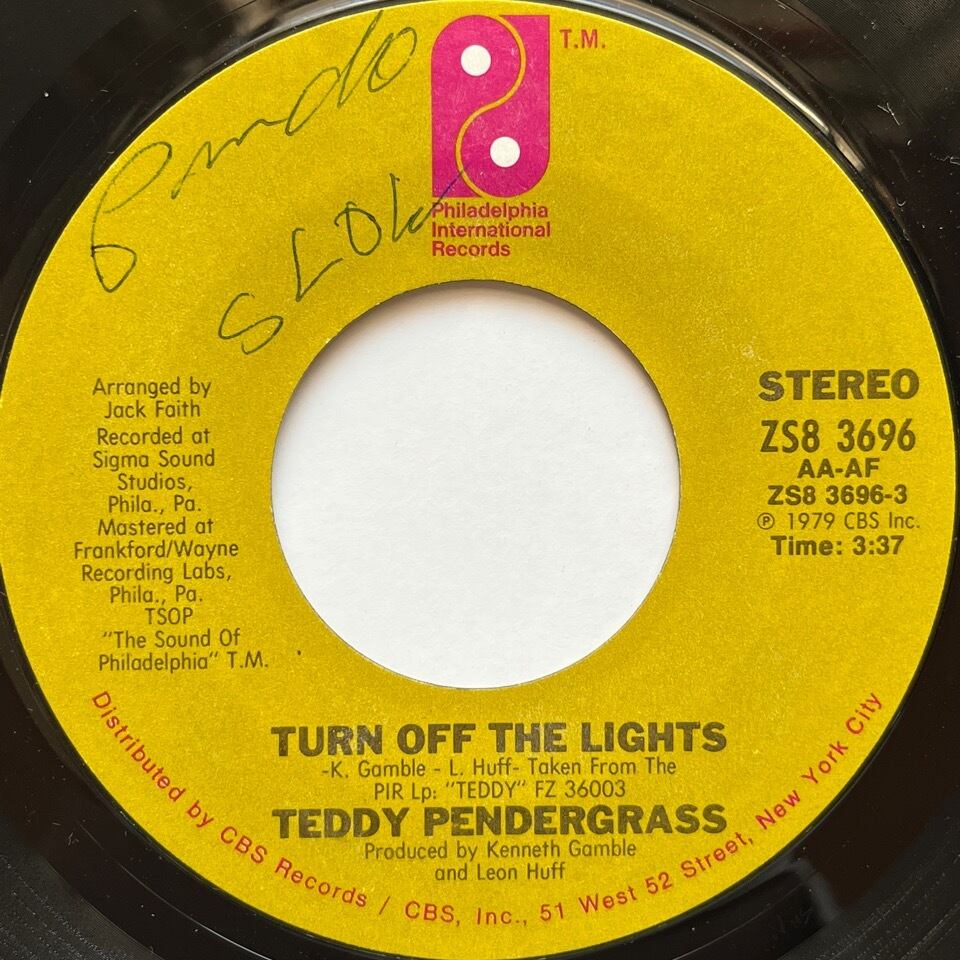 T.M.
Philadelphia
International
Records
SLOW
Arranged by
Jack Faith
Recorded at
Sigma Sound
Studios,
Phila., Pa.
Mastered at
Frankford/Wayne
Recording Labs,
Phila., Pa.
TSOP
"The Sound Of
Philadelphia" T.M.
STEREO
ZS8 3696
AA-AF
ZS8 3696-3
℗ 1979 CBS Inc.
Time: 3:37
TURN OFF THE LIGHTS
-K. Gamble - L. Huff- Taken From The
PIR Lp: "TEDDY" FZ 36003
TEDDY PENDERGRASS
Produced by Kenneth Gamble
and Leon Huff
Distributed by CBS Records / CBS, Inc., 51 West 52 Street, New York City